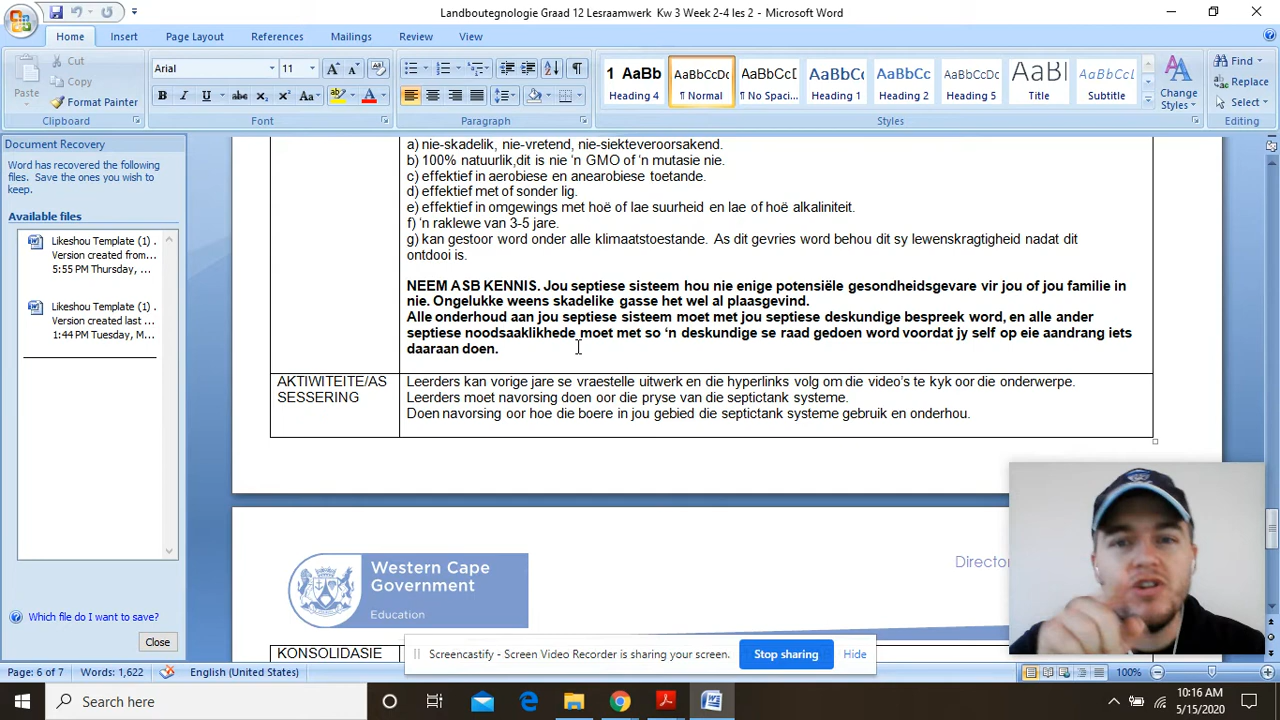 Landboutegnologie Graad 12 Lesraamwerk Kw 3 Week 2-4 les 2 - Microsoft Word
Home Insert Page Layout References Mailings Review View
Paste
Cut
Copy
Format Painter
Clipboard
Arial 11
B I U abc x₂ x² Aa
Font
Paragraph
1 AaBb AaBbCcDc AaBbCcDc AaBbCc AaBbCc AaBbCcDc AaBb AaBbCc
Heading 4 ¶ Normal ¶ No Spaci... Heading 1 Heading 2 Heading 5 Title Subtitle
Change
Styles
Styles
Find
Replace
Select
Editing
Document Recovery
Word has recovered the following
files. Save the ones you wish to
keep.
Available files
Likeshou Template (1) .
Version created from...
5:55 PM Thursday, ...
Likeshou Template (1) .
Version created last ...
1:44 PM Tuesday, M...
Which file do I want to save?
Close
a) nie-skadelik, nie-vretend, nie-siekteveroorsakend.
b) 100% natuurlik,dit is nie 'n GMO of 'n mutasie nie.
c) effektief in aerobiese en anearobiese toetande.
d) effektief met of sonder lig.
e) effektief in omgewings met hoë of lae suurheid en lae of hoë alkaliniteit.
f) 'n raklewe van 3-5 jare.
g) kan gestoor word onder alle klimaatstoestande. As dit gevries word behou dit sy lewenskragtigheid nadat dit
ontdooi is.
NEEM ASB KENNIS. Jou septiese sisteem hou nie enige potensiële gesondheidsgevare vir jou of jou familie in
nie. Ongelukke weens skadelike gasse het wel al plaasgevind.
Alle onderhoud aan jou septiese sisteem moet met jou septiese deskundige bespreek word, en alle ander
septiese noodsaaklikhede moet met so 'n deskundige se raad gedoen word voordat jy self op eie aandrang iets
daaraan doen.
AKTIWITEITE/AS
SESSERING
Leerders kan vorige jare se vraestelle uitwerk en die hyperlinks volg om die video's te kyk oor die onderwerpe.
Leerders moet navorsing doen oor die pryse van die septictank systeme.
Doen navorsing oor hoe die boere in jou gebied die septictank systeme gebruik en onderhou.
Western Cape
Government
Education
Director
KONSOLIDASIE
Screencastify - Screen Video Recorder is sharing your screen. Stop sharing Hide
Page: 6 of 7 Words: 1,622 English (United States) 100%
Search here
10:16 AM
5/15/2020